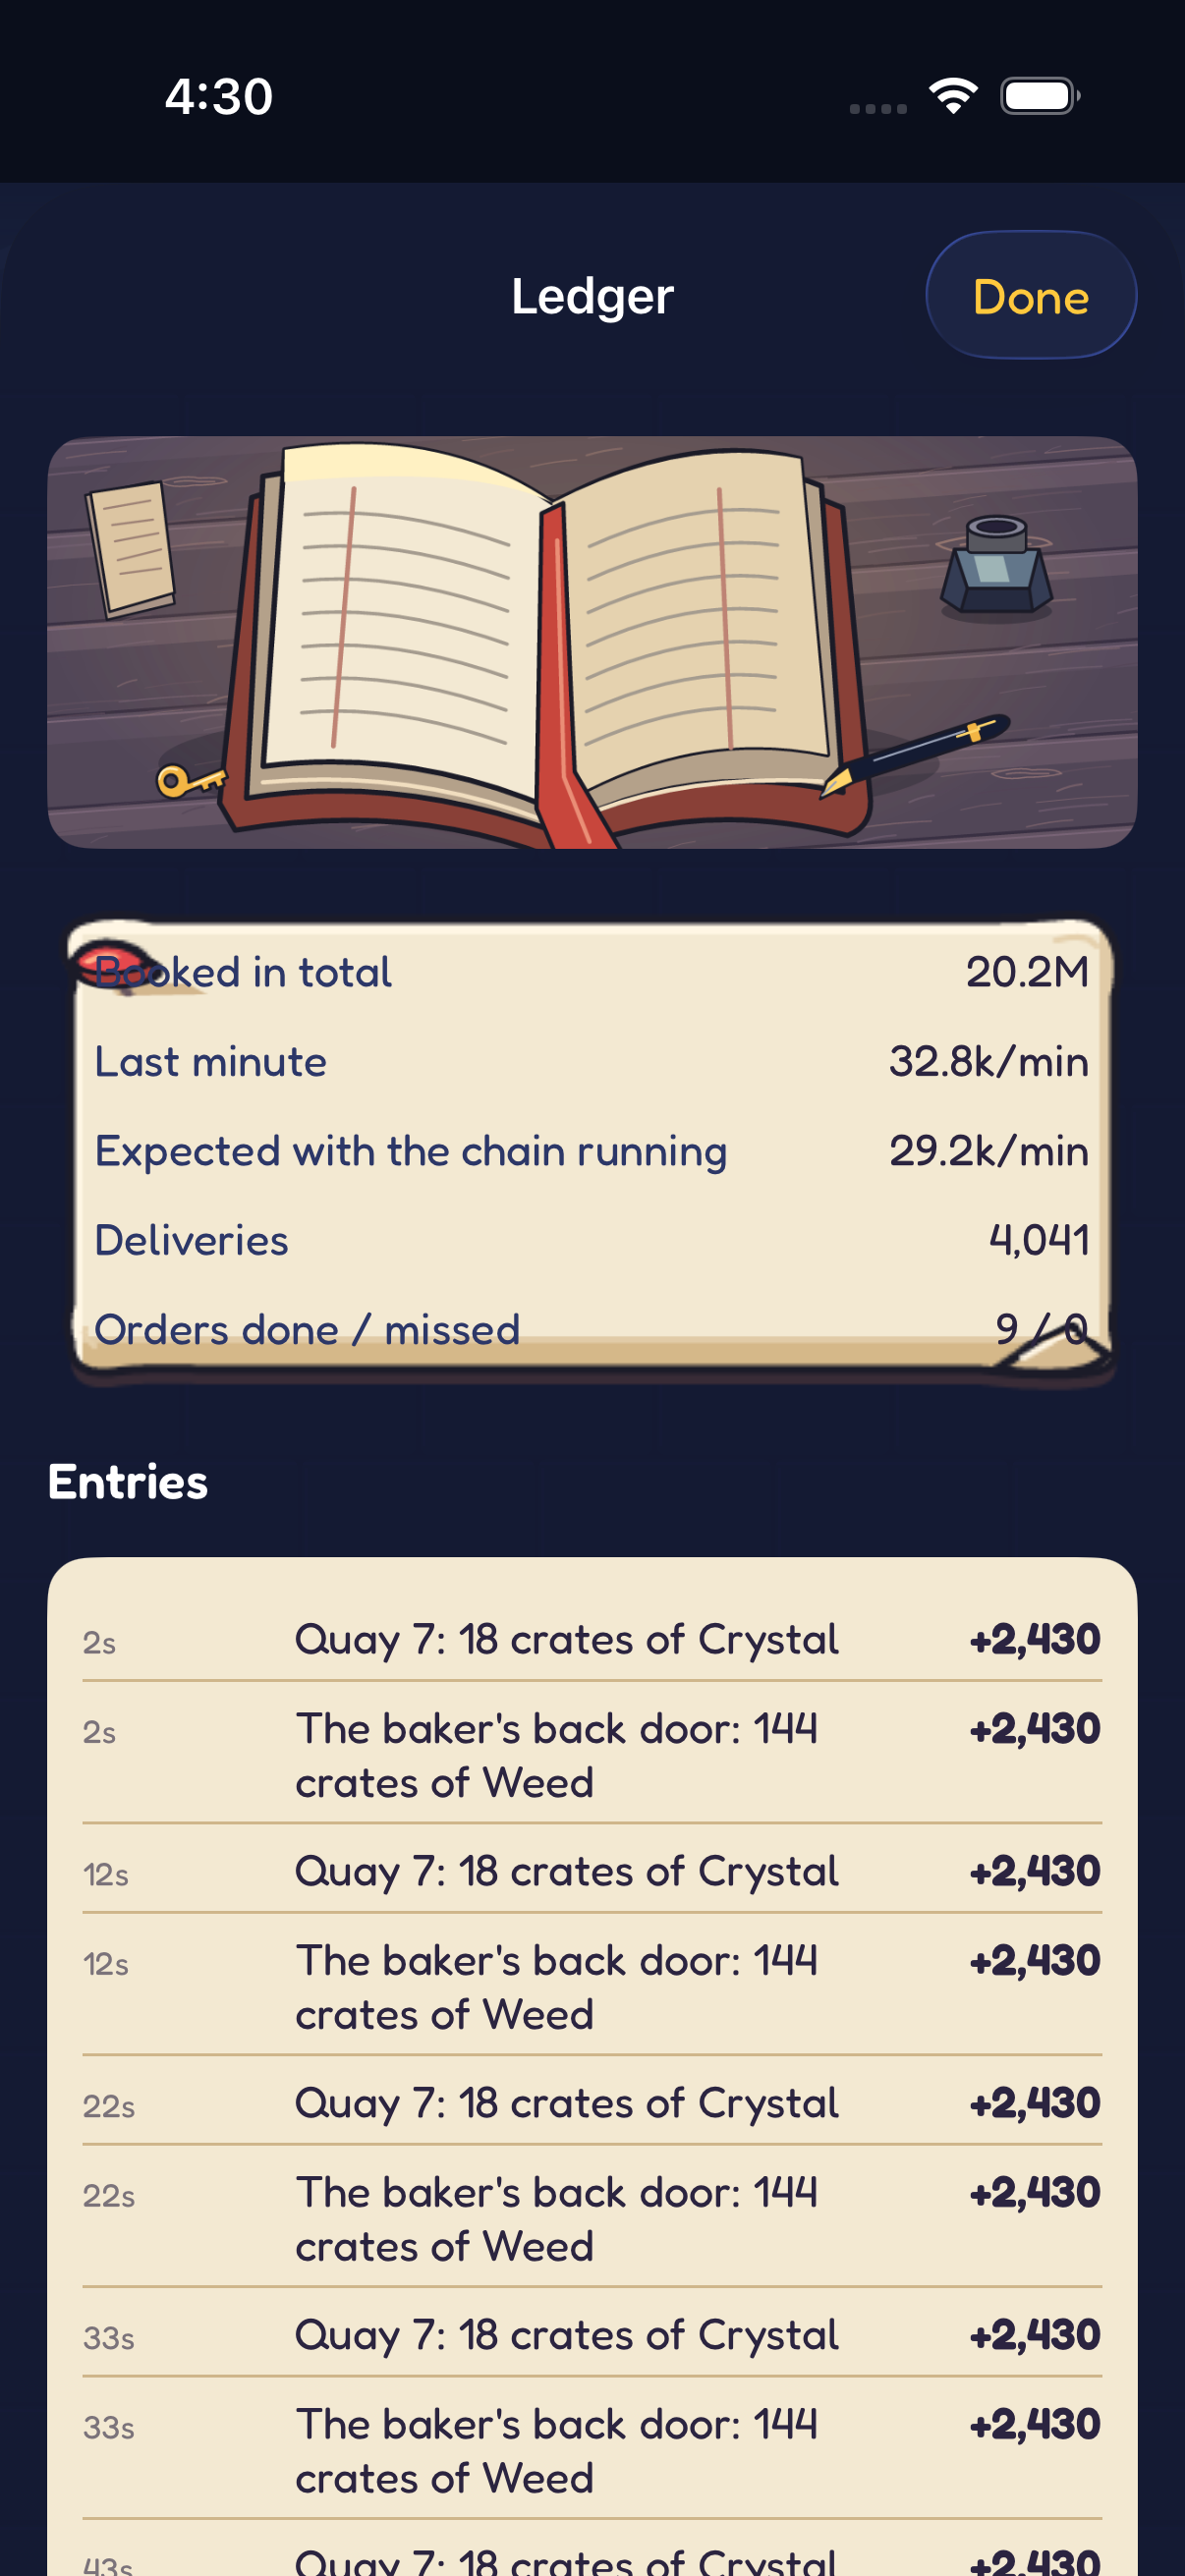 4:30
Ledger
Done
Booked in total 20.2M
Last minute 32.8k/min
Expected with the chain running 29.2k/min
Deliveries 4,041
Orders done / missed 9 / 0
Entries
2s Quay 7: 18 crates of Crystal +2,430
2s The baker's back door: 144 +2,430
crates of Weed
12s Quay 7: 18 crates of Crystal +2,430
12s The baker's back door: 144 +2,430
crates of Weed
22s Quay 7: 18 crates of Crystal +2,430
22s The baker's back door: 144 +2,430
crates of Weed
33s Quay 7: 18 crates of Crystal +2,430
33s The baker's back door: 144 +2,430
crates of Weed
43s Quay 7: 18 crates of Crystal +2,430